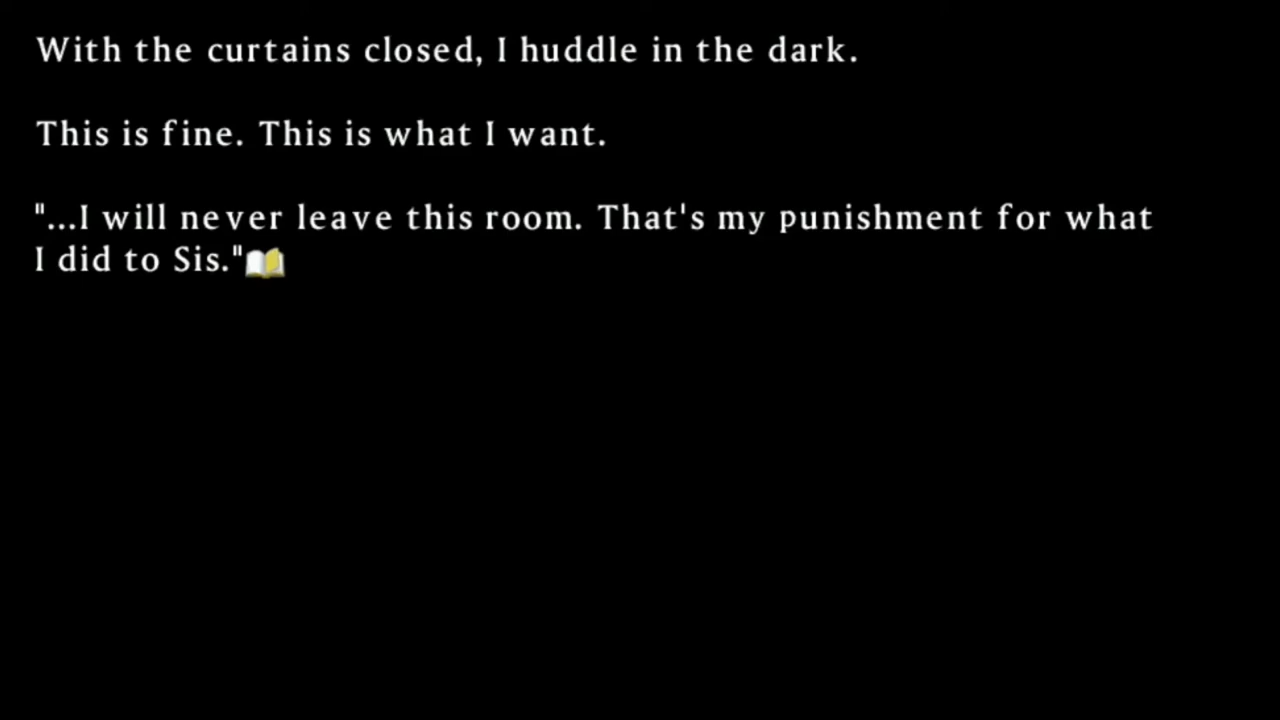 With the curtains closed, I huddle in the dark.
This is fine. This is what I want.
"...I will never leave this room. That's my punishment for what
I did to Sis."